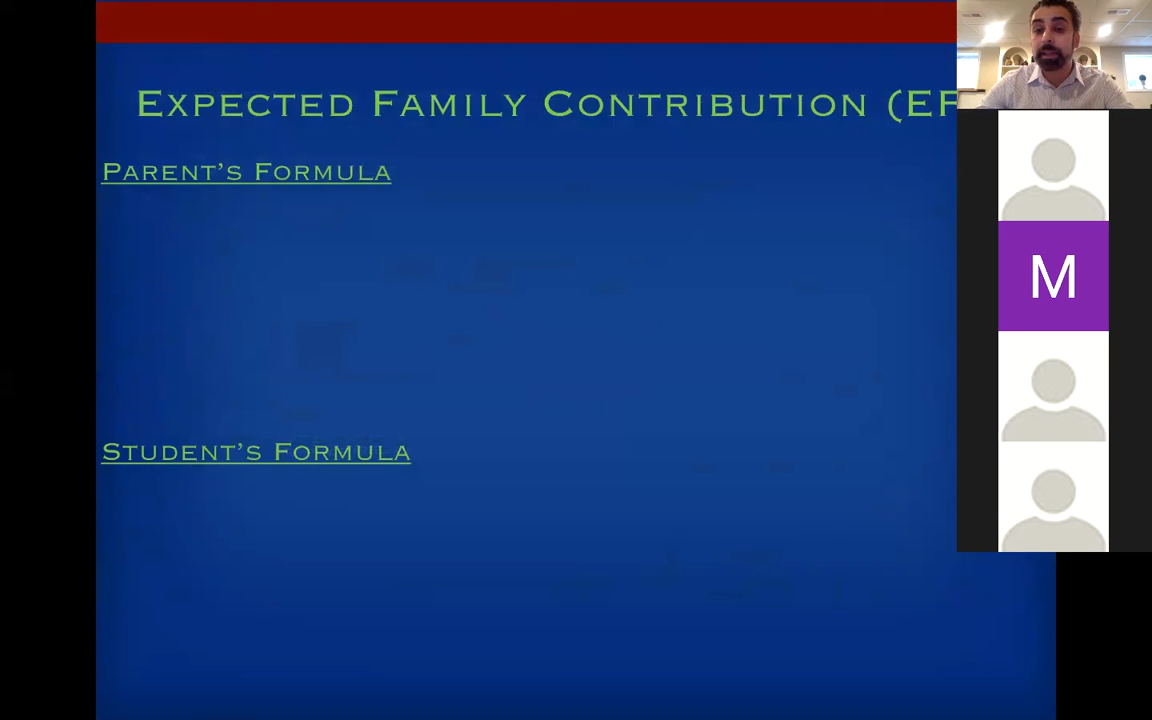 Expected Family Contribution (EF
Parent's Formula
M
Student's Formula